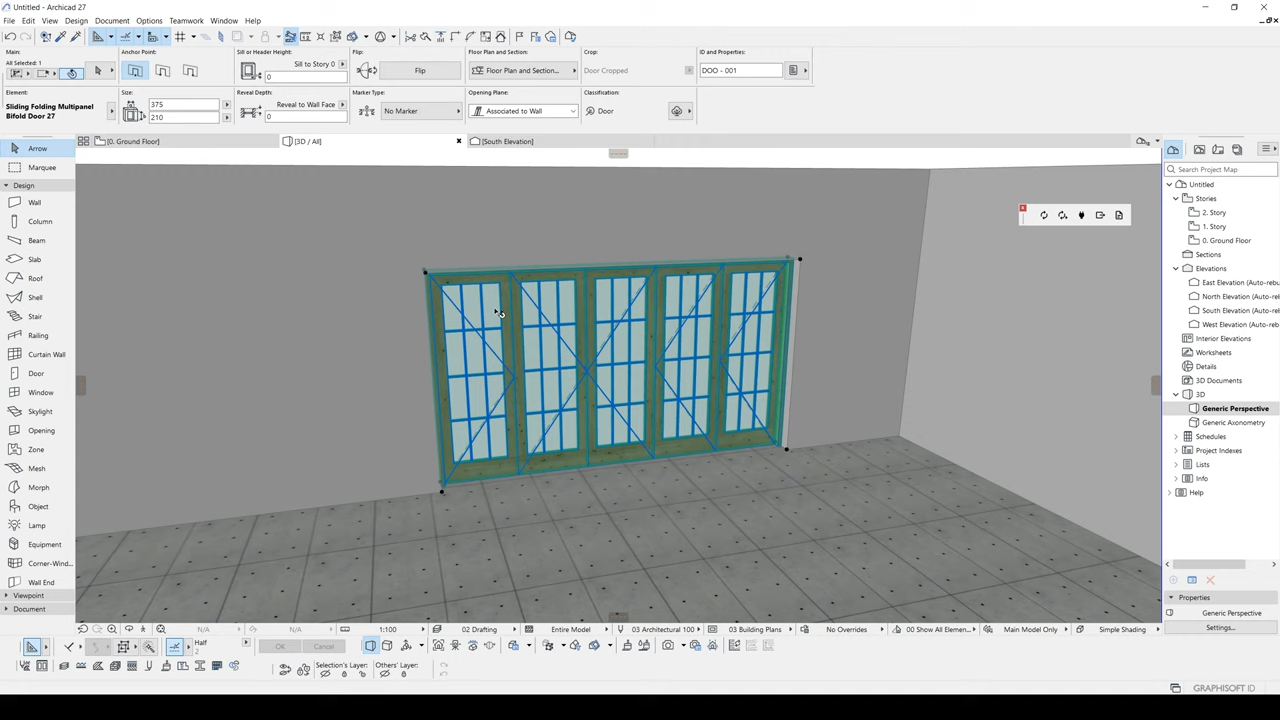 Untitled - Archicad 27
File Edit View Design Document Options Teamwork Window Help
Main:
All Selected: 1
Anchor Point:
Sill or Header Height:
Sill to Story 0
0
Flip:
Flip
Floor Plan and Section:
Floor Plan and Section...
Crop:
Door Cropped
ID and Properties:
DOO - 001
Element:
Sliding Folding Multipanel
Bifold Door 27
Size:
375
210
Reveal Depth:
Reveal to Wall Face
0
Marker Type:
No Marker
Opening Plane:
Associated to Wall
Classification:
Door
[0. Ground Floor]
[3D / All]
[South Elevation]
Arrow
Marquee
Design
Wall
Column
Beam
Slab
Roof
Shell
Stair
Railing
Curtain Wall
Door
Window
Skylight
Opening
Zone
Mesh
Morph
Object
Lamp
Equipment
Corner-Wind...
Wall End
Viewpoint
Document
Search Project Map
Untitled
Stories
2. Story
1. Story
0. Ground Floor
Sections
Elevations
East Elevation (Auto-rebu
North Elevation (Auto-reb
South Elevation (Auto-reb
West Elevation (Auto-reb
Interior Elevations
Worksheets
Details
3D Documents
3D
Generic Perspective
Generic Axonometry
Schedules
Project Indexes
Lists
Info
Help
Properties
Generic Perspective
Settings...
N/A
N/A
1:100
02 Drafting
Entire Model
03 Architectural 100
03 Building Plans
No Overrides
00 Show All Elemen...
Main Model Only
Simple Shading
Half
2
OK
Cancel
Selection's Layer:
Others' Layer:
GRAPHISOFT ID